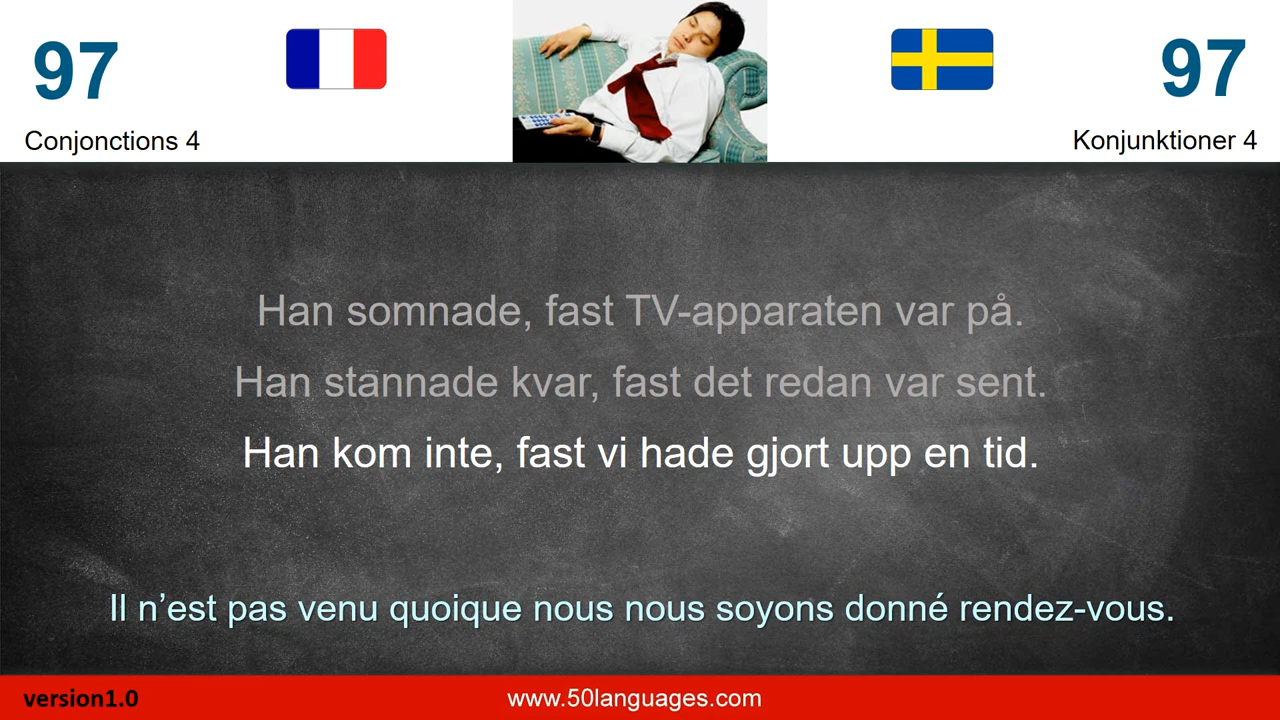 97
97
Conjonctions 4
Konjunktioner 4
Han somnade, fast TV-apparaten var på.
Han stannade kvar, fast det redan var sent.
Han kom inte, fast vi hade gjort upp en tid.
Il n’est pas venu quoique nous nous soyons donné rendez-vous.
version1.0
www.50languages.com